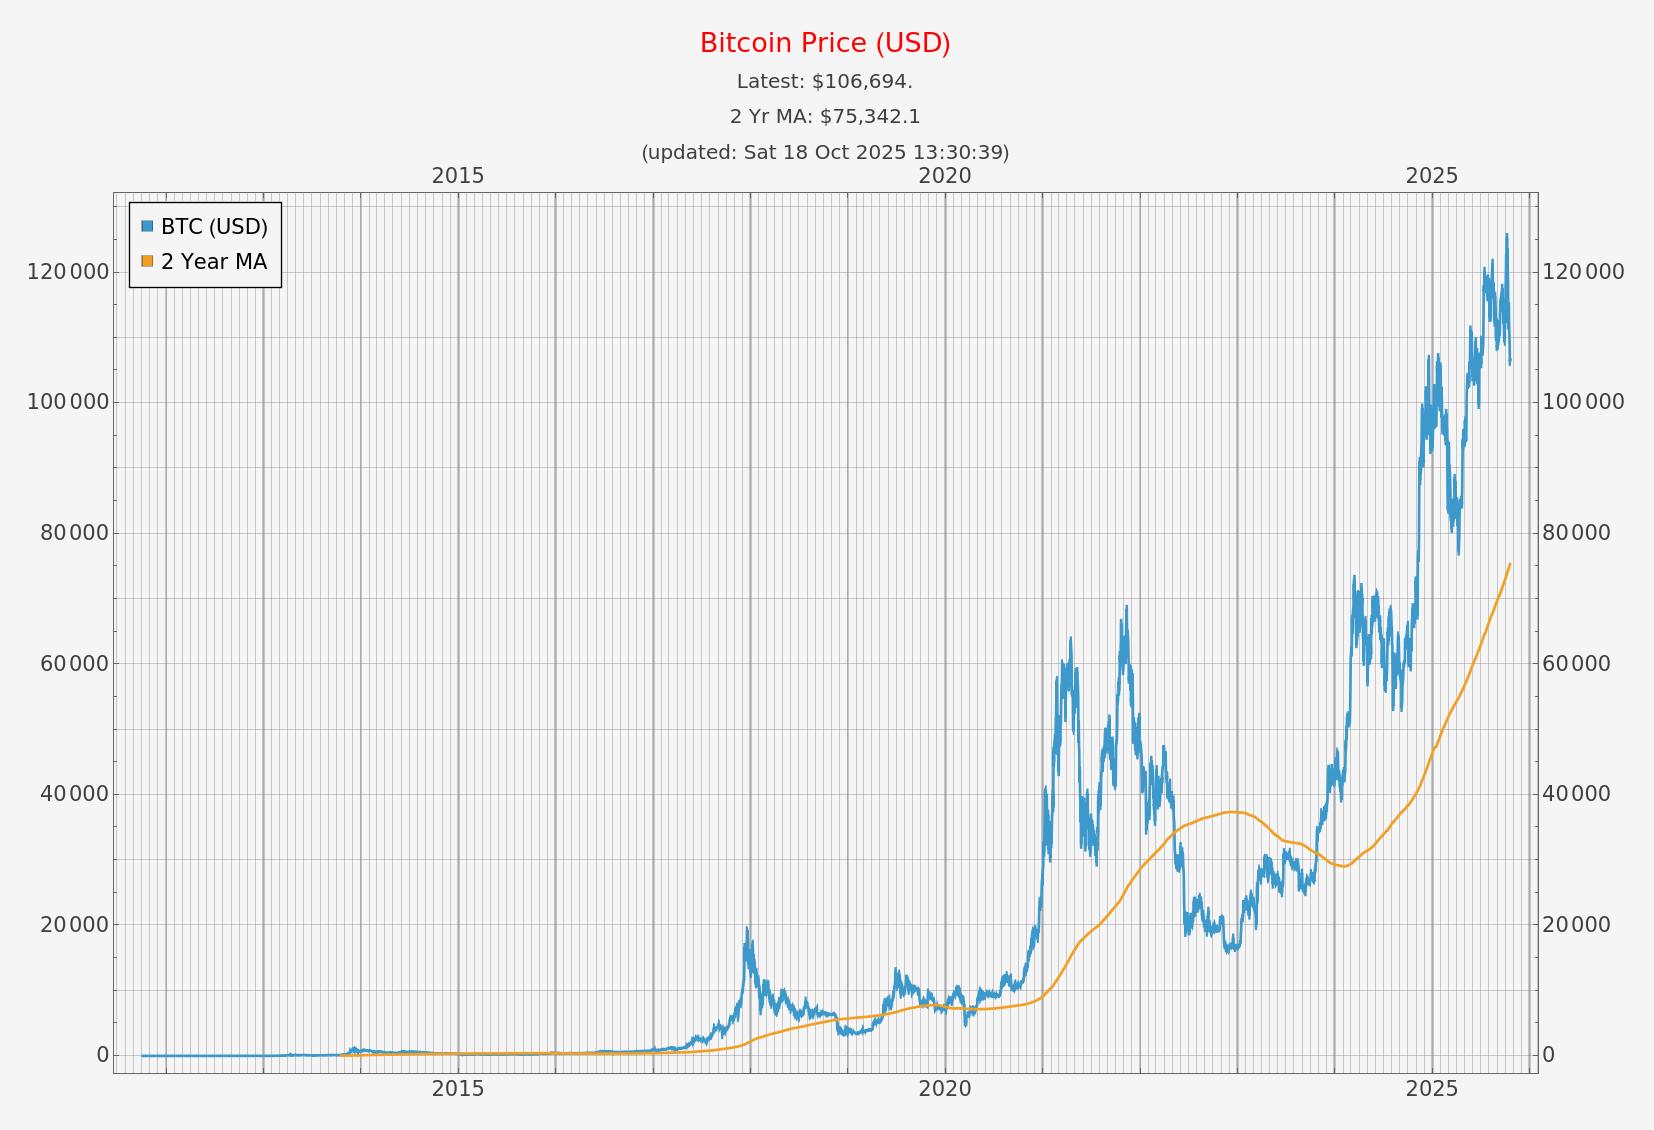 Bitcoin Price (USD)
Latest: $106,694.
2 Yr MA: $75,342.1
(updated: Sat 18 Oct 2025 13:30:39)
2015 2020 2025
BTC (USD)
2 Year MA
120 000 120 000
100 000 100 000
80 000 80 000
60 000 60 000
40 000 40 000
20 000 20 000
0 0
2015 2020 2025